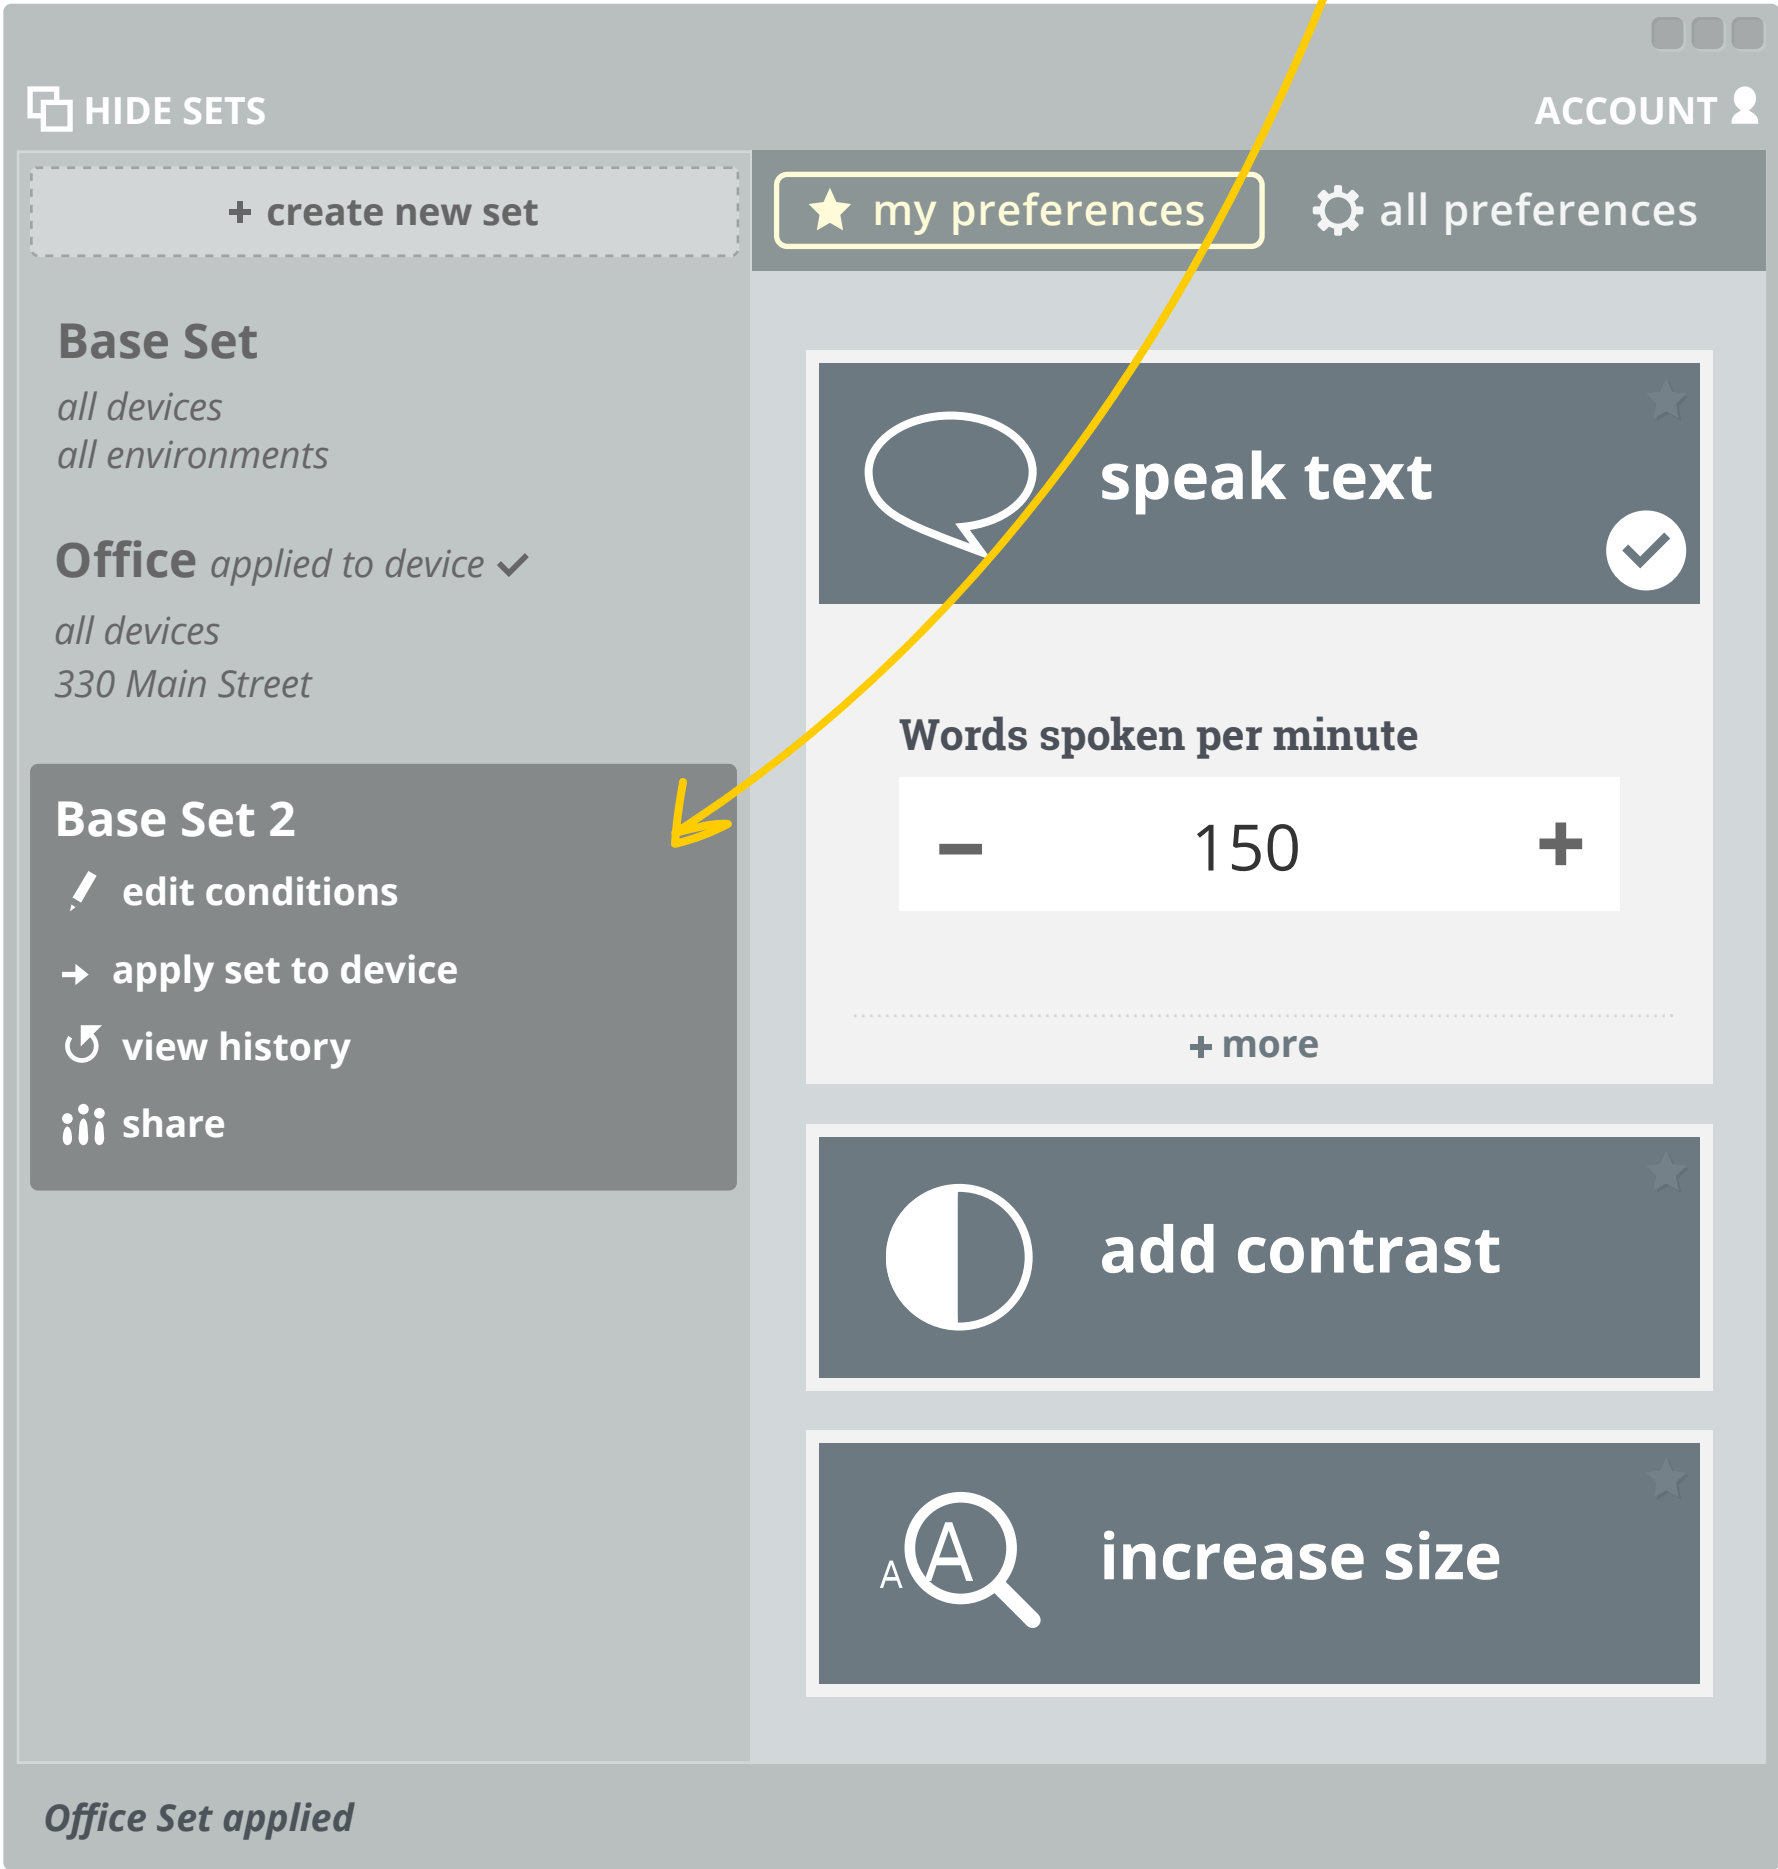 HIDE SETS
ACCOUNT
+ create new set
my preferences
all preferences
Base Set
all devices
all environments
Office applied to device ✓
all devices
330 Main Street
Base Set 2
edit conditions
apply set to device
view history
share
speak text
Words spoken per minute
− 150 +
+ more
add contrast
A A
increase size
Office Set applied